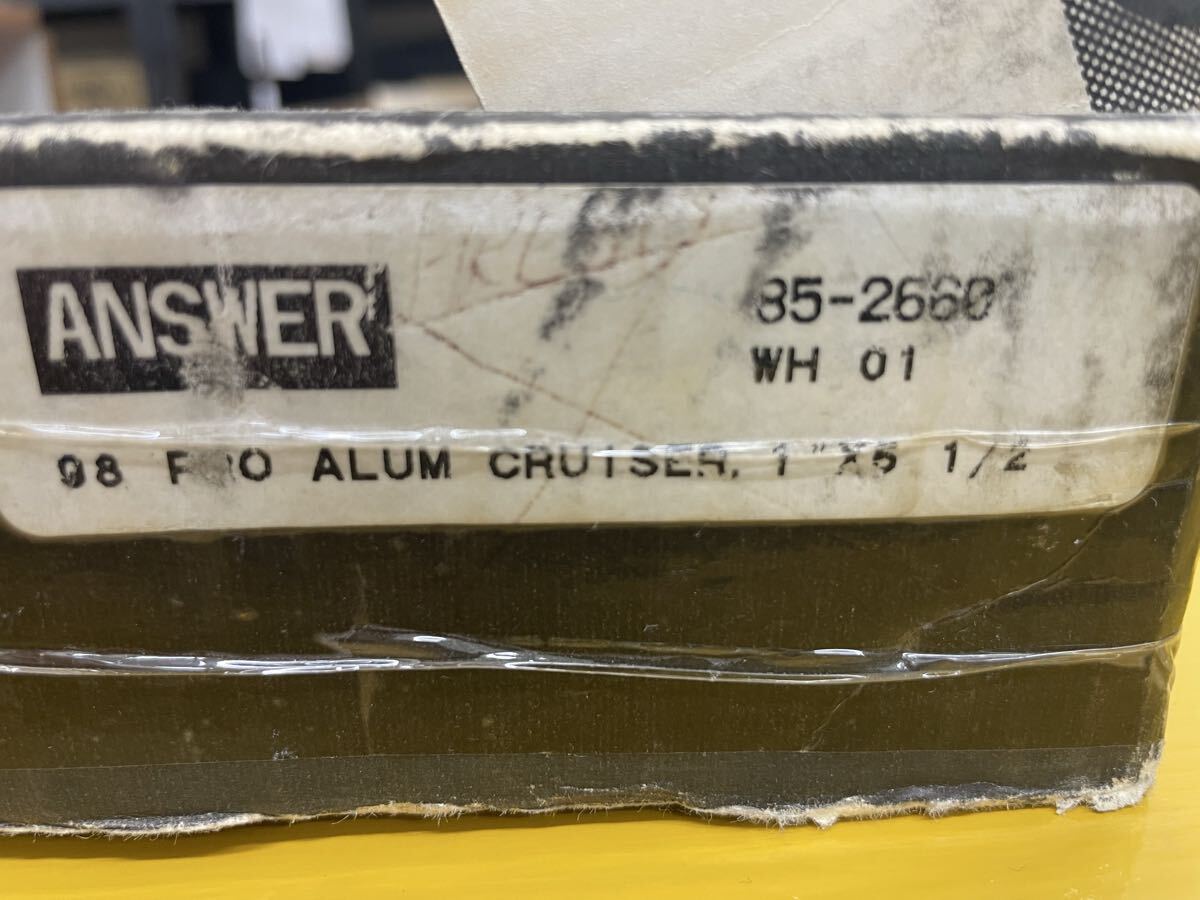 ANSWER
85-2660
WH 01
98 PRO ALUM CRUISER, 1"X5 1/2